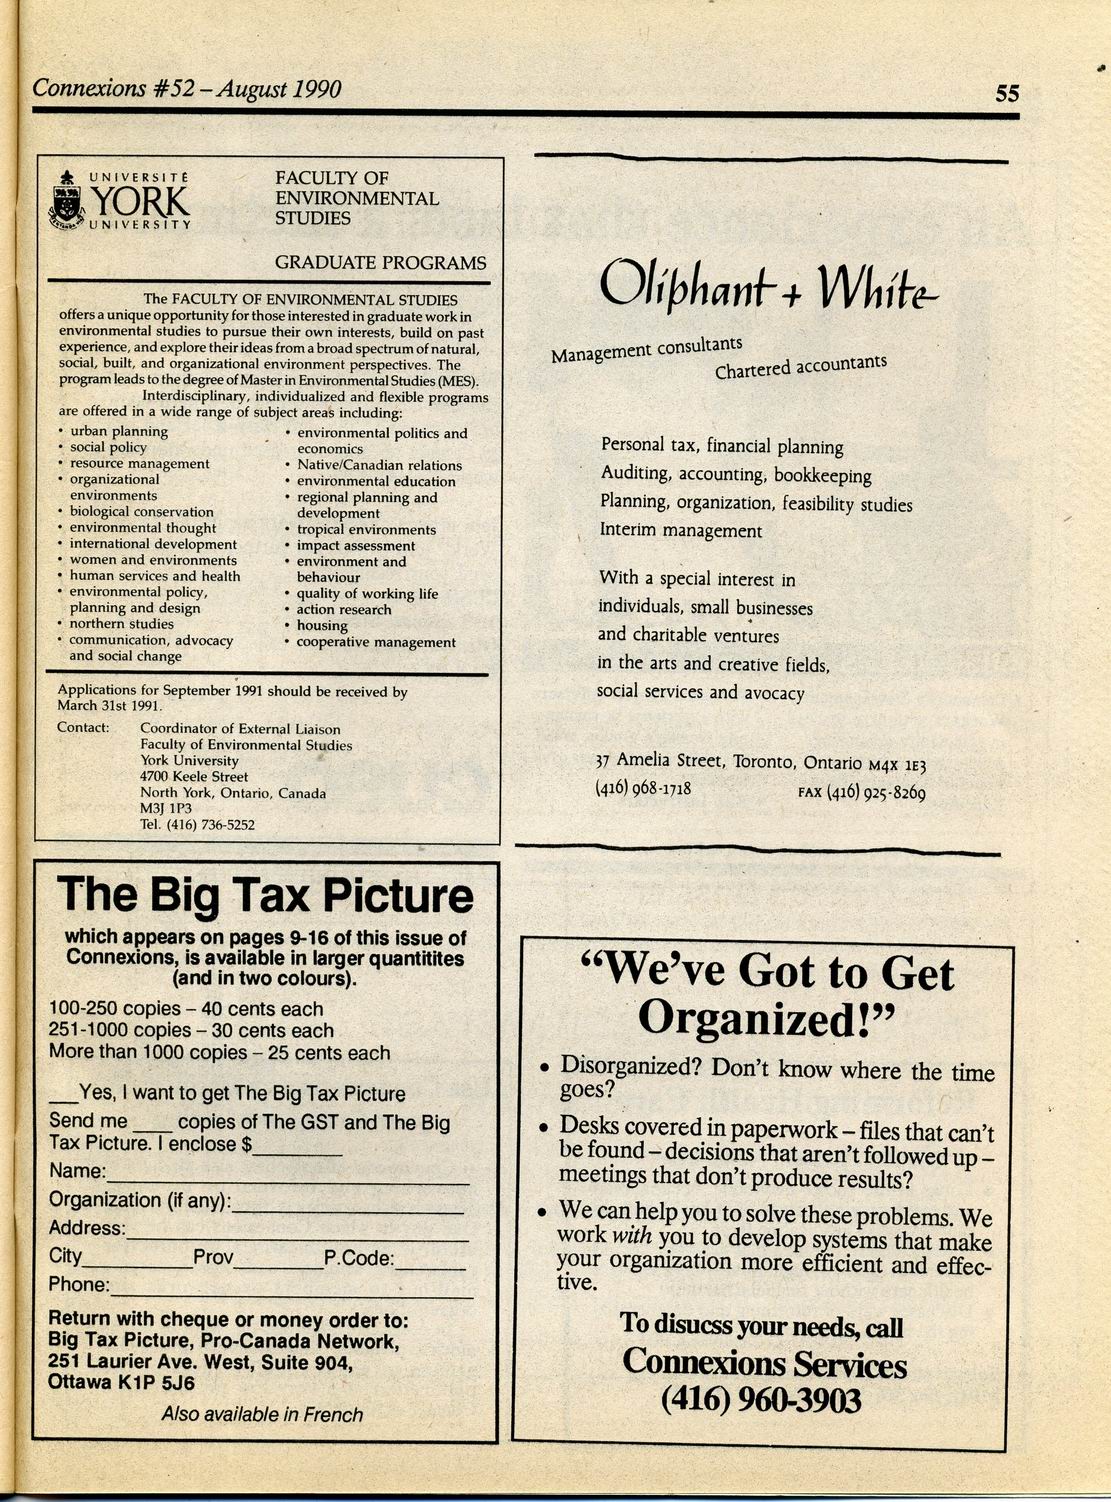 Connexions #52 – August 1990
55
UNIVERSITÉ
YORK
UNIVERSITY
FACULTY OF
ENVIRONMENTAL
STUDIES
GRADUATE PROGRAMS
The FACULTY OF ENVIRONMENTAL STUDIES
offers a unique opportunity for those interested in graduate work in
environmental studies to pursue their own interests, build on past
experience, and explore their ideas from a broad spectrum of natural,
social, built, and organizational environment perspectives. The
program leads to the degree of Master in Environmental Studies (MES).
Interdisciplinary, individualized and flexible programs
are offered in a wide range of subject areas including:
• urban planning
• social policy
• resource management
• organizational
environments
• biological conservation
• environmental thought
• international development
• women and environments
• human services and health
• environmental policy,
planning and design
• northern studies
• communication, advocacy
and social change
• environmental politics and
economics
• Native/Canadian relations
• environmental education
• regional planning and
development
• tropical environments
• impact assessment
• environment and
behaviour
• quality of working life
• action research
• housing
• cooperative management
Applications for September 1991 should be received by
March 31st 1991.
Contact: Coordinator of External Liaison
Faculty of Environmental Studies
York University
4700 Keele Street
North York, Ontario, Canada
M3J 1P3
Tel. (416) 736-5252
Oliphant + White
Management consultants
Chartered accountants
Personal tax, financial planning
Auditing, accounting, bookkeeping
Planning, organization, feasibility studies
Interim management
With a special interest in
individuals, small businesses
and charitable ventures
in the arts and creative fields,
social services and avocacy
37 Amelia Street, Toronto, Ontario M4X 1E3
(416) 968-1718 FAX (416) 925-8269
The Big Tax Picture
which appears on pages 9-16 of this issue of
Connexions, is available in larger quantitites
(and in two colours).
100-250 copies – 40 cents each
251-1000 copies – 30 cents each
More than 1000 copies – 25 cents each
___Yes, I want to get The Big Tax Picture
Send me ____ copies of The GST and The Big
Tax Picture. I enclose $_________
Name:
Organization (if any):
Address:
City___________Prov_________P.Code:_______
Phone:
Return with cheque or money order to:
Big Tax Picture, Pro-Canada Network,
251 Laurier Ave. West, Suite 904,
Ottawa K1P 5J6
Also available in French
“We’ve Got to Get
Organized!”
• Disorganized? Don’t know where the time
goes?
• Desks covered in paperwork – files that can’t
be found – decisions that aren’t followed up –
meetings that don’t produce results?
• We can help you to solve these problems. We
work with you to develop systems that make
your organization more efficient and effec-
tive.
To disucss your needs, call
Connexions Services
(416) 960-3903